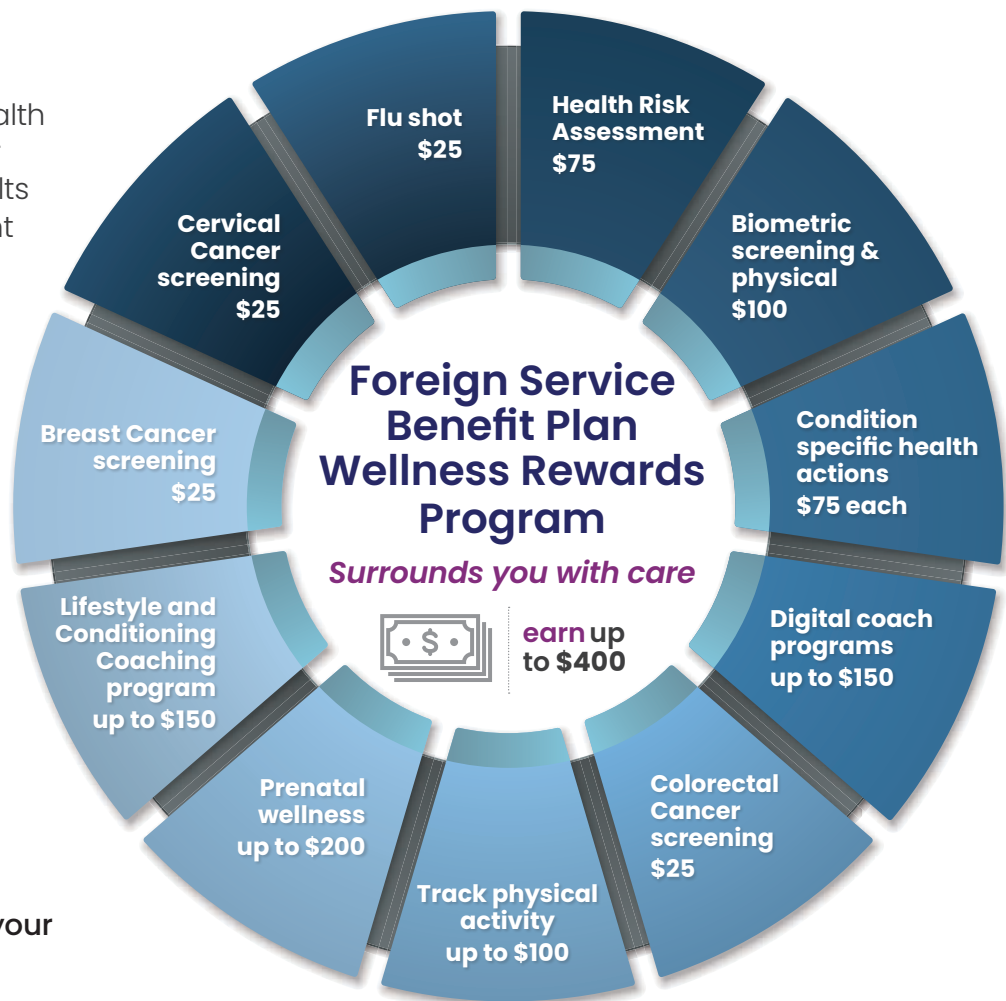 Flu shot
$25
Health Risk
Assessment
$75
Biometric
screening &
physical
$100
Condition
specific health
actions
$75 each
Digital coach
programs
up to $150
Colorectal
Cancer
screening
$25
Track physical
activity
up to $100
Prenatal
wellness
up to $200
Lifestyle and
Conditioning
Coaching
program
up to $150
Breast Cancer
screening
$25
Cervical
Cancer
screening
$25
Foreign Service
Benefit Plan
Wellness Rewards
Program
Surrounds you with care
$
earn up
to $400
alth
lts
nt
your